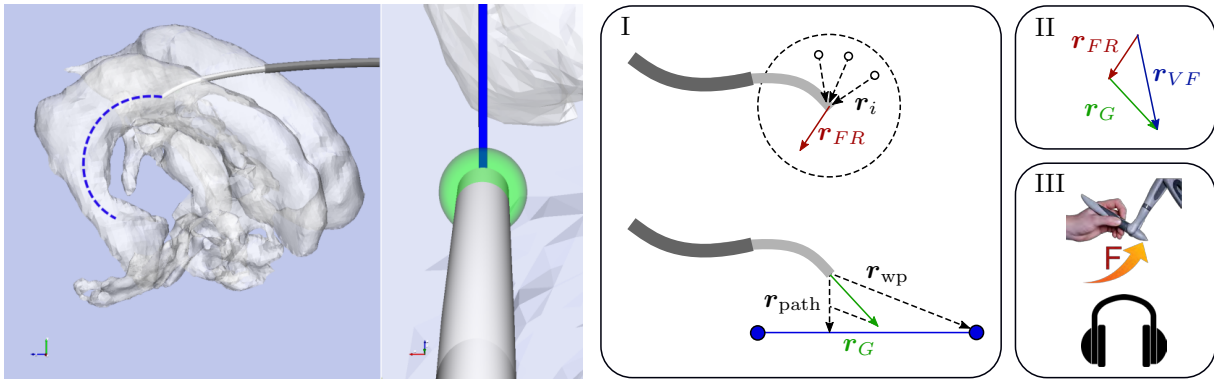 I
r_i
r_FR
r_wp
r_path
r_G
II
r_FR
r_VF
r_G
III
F